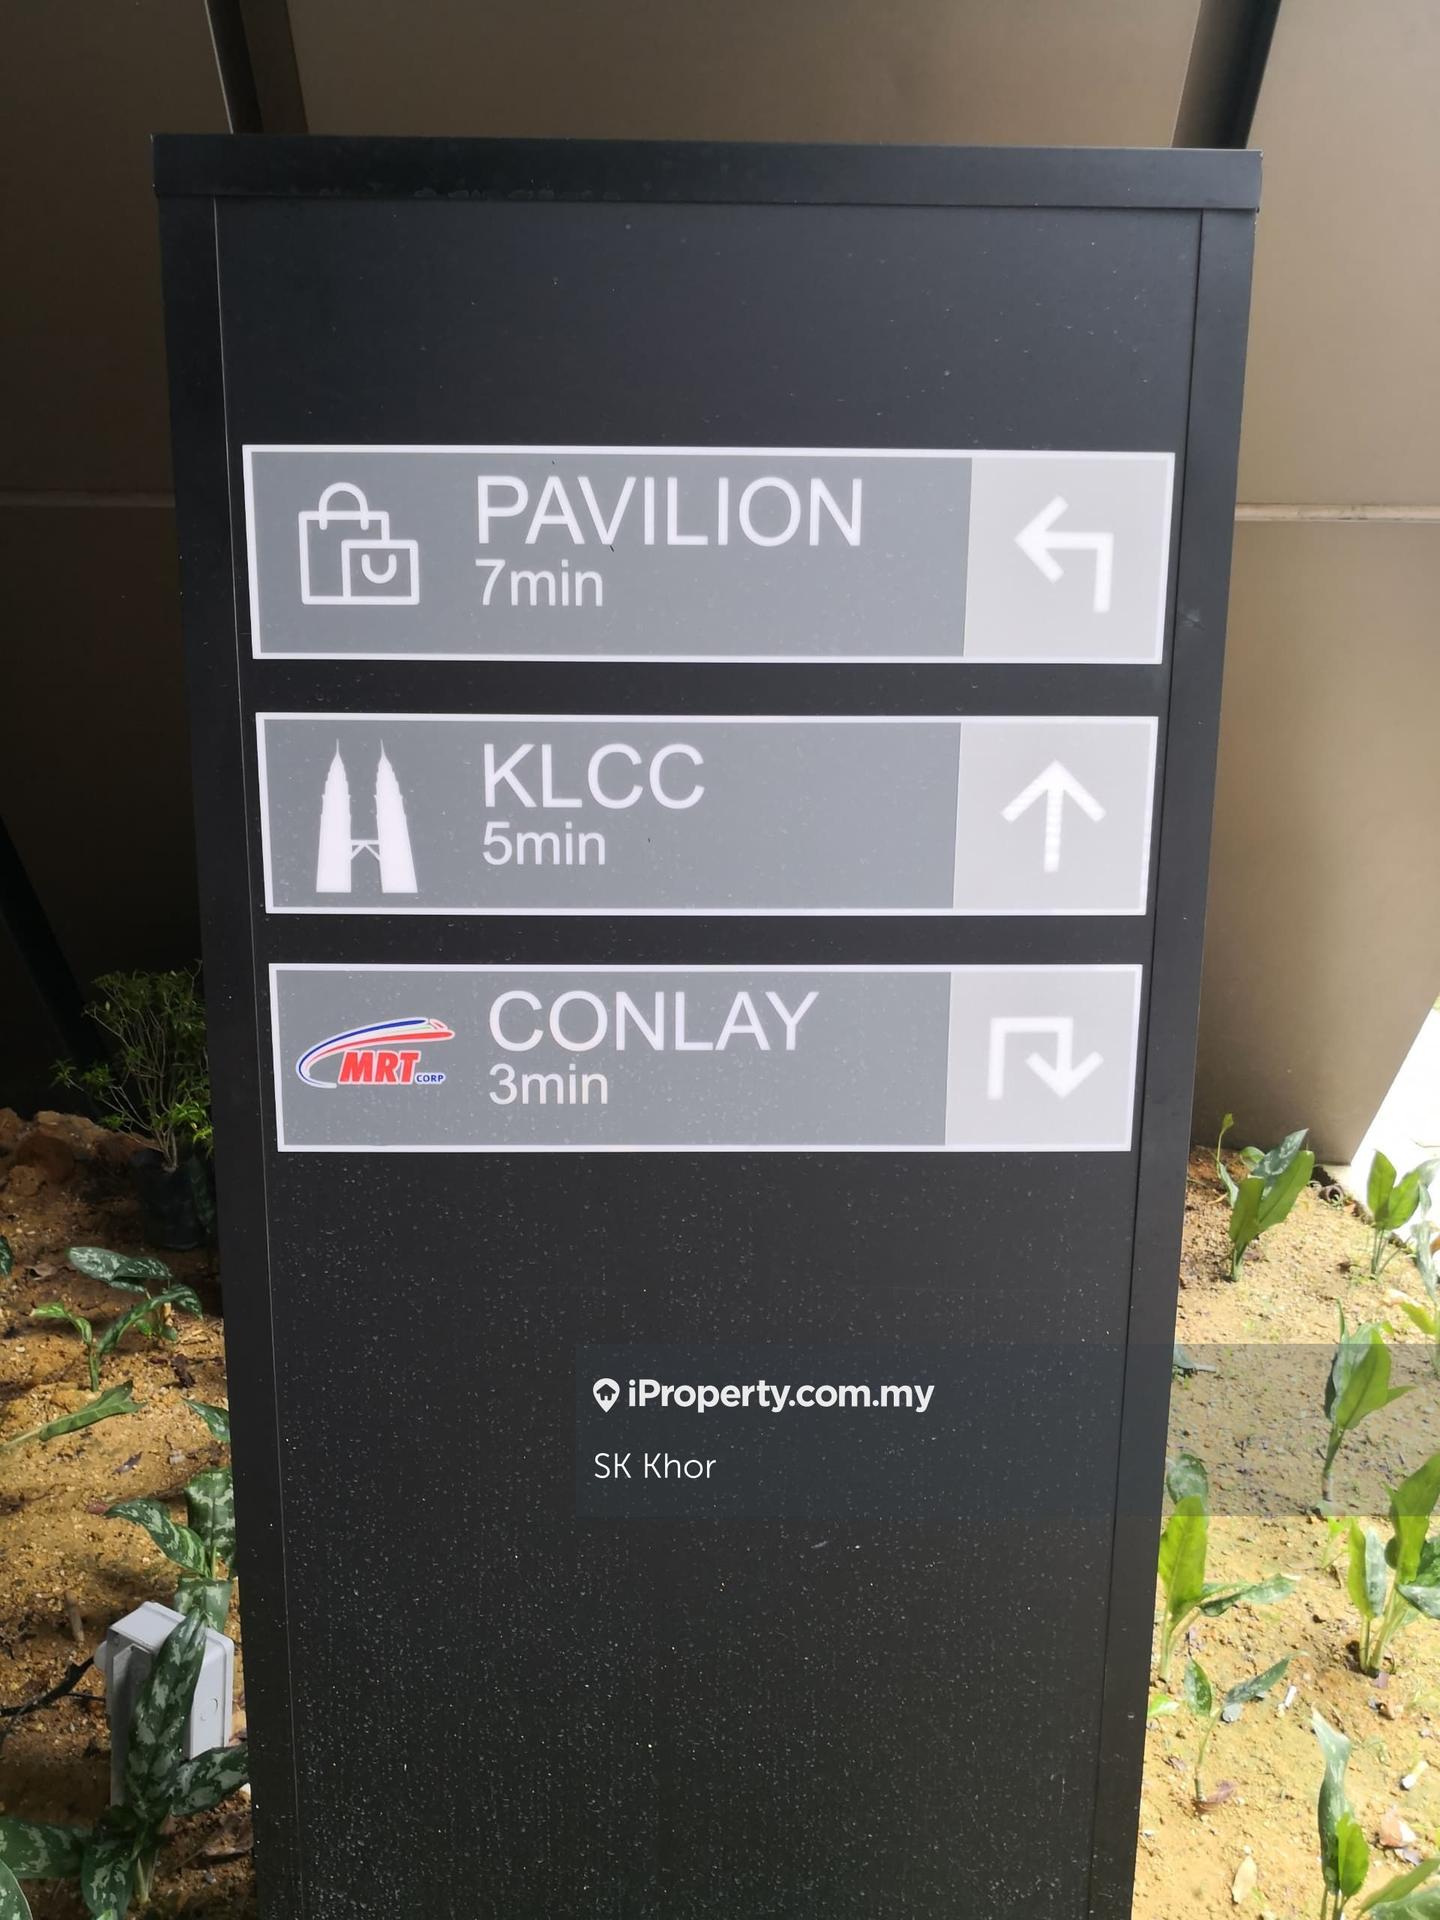 PAVILION
7min
KLCC
5min
MRT CORP
CONLAY
3min
iProperty.com.my
SK Khor